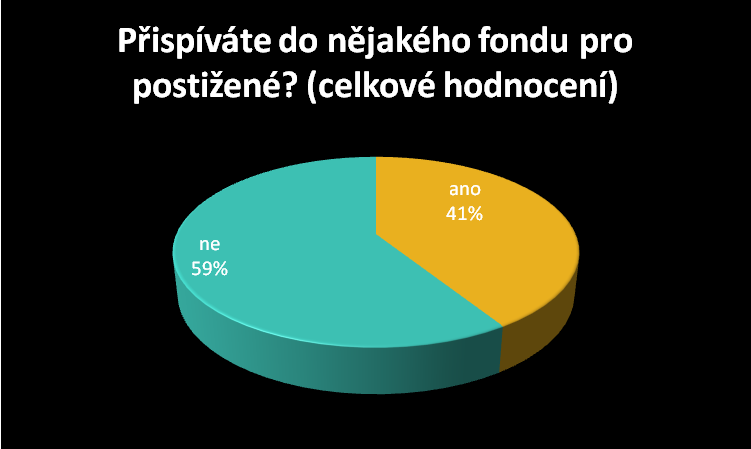 Přispíváte do nějakého fondu pro
postižené? (celkové hodnocení)
ano
41%
ne
59%